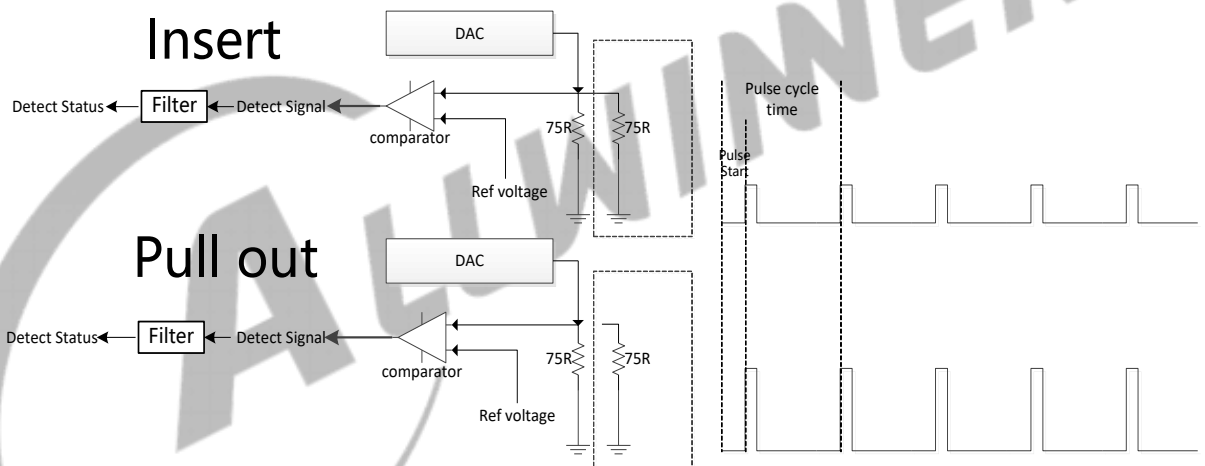 Insert
DAC
Detect Status
Filter
Detect Signal
comparator
75R
75R
Ref voltage
Pulse cycle
time
Pulse
Start
Pull out
DAC
Detect Status
Filter
Detect Signal
comparator
75R
75R
Ref voltage
ALLWINNER